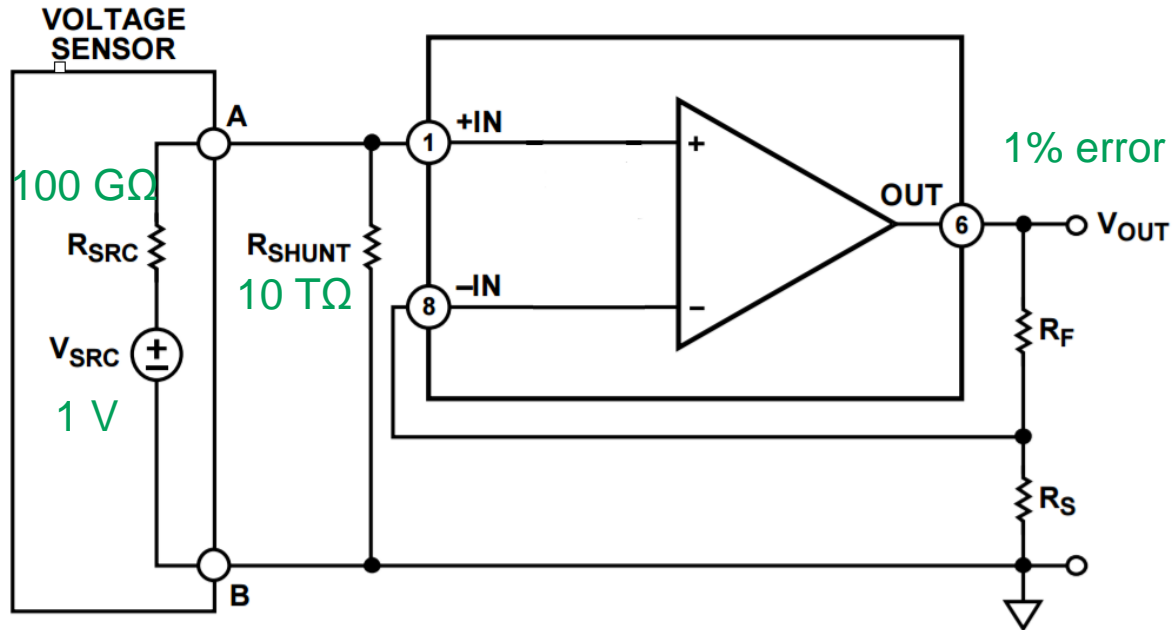 VOLTAGE
SENSOR
A
1
+IN
+
1% error
100 GΩ
OUT
6
VOUT
RSRC
RSHUNT
10 TΩ
8
–IN
–
RF
VSRC
+
–
1 V
RS
B